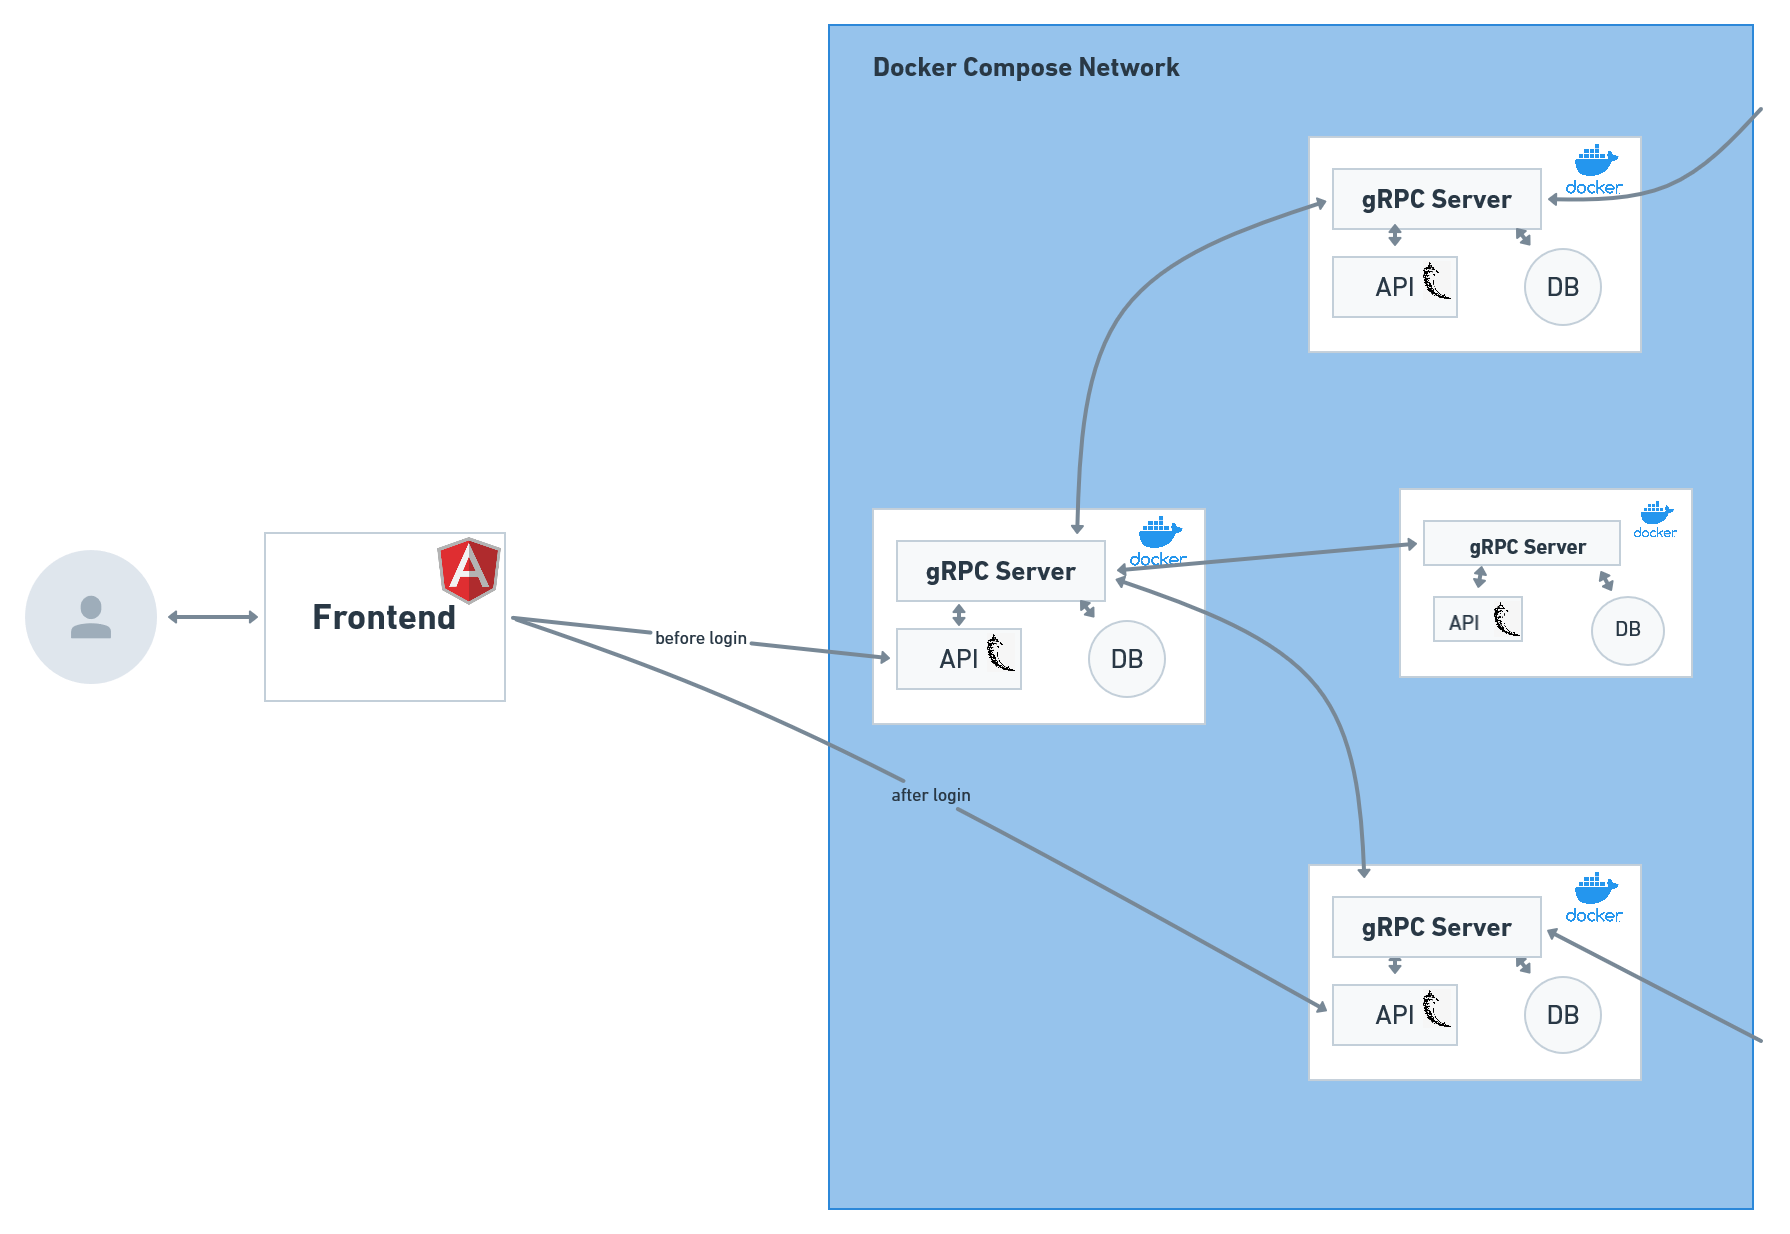 Docker Compose Network
docker
gRPC Server
API
DB
docker
gRPC Server
API
DB
docker
gRPC Server
API
DB
Frontend
before login
after login
docker
gRPC Server
API
DB